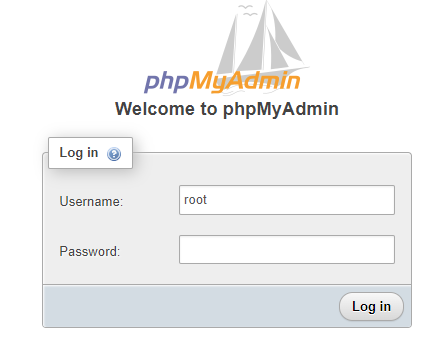 phpMyAdmin
Welcome to phpMyAdmin
Log in ?
Username: root
Password:
Log in